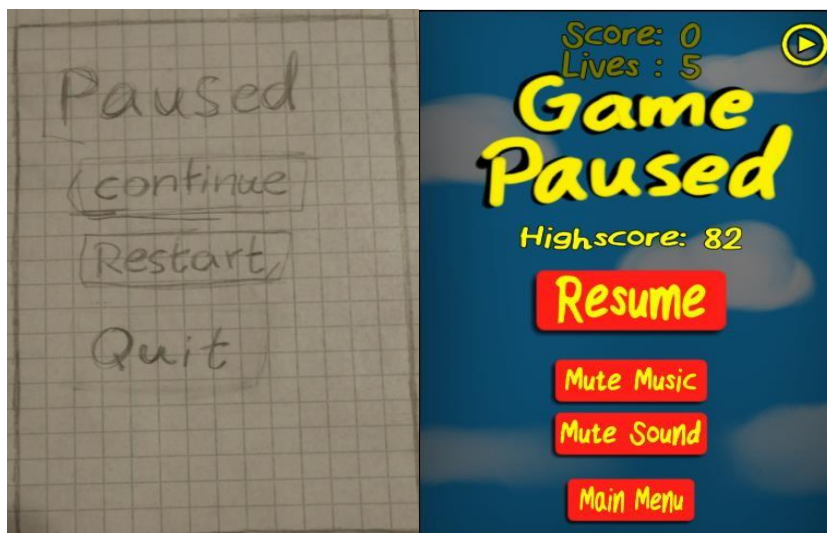 Paused
continue
Restart
Quit
Score: 0
Lives : 5
Game
Paused
Highscore: 82
Resume
Mute Music
Mute Sound
Main Menu